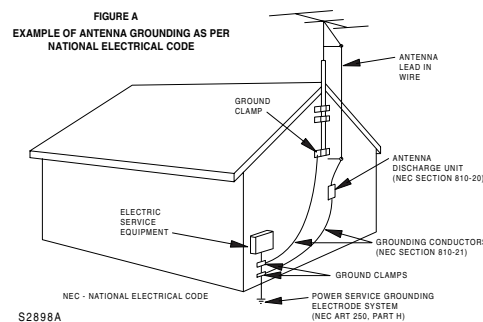 FIGURE A
EXAMPLE OF ANTENNA GROUNDING AS PER
NATIONAL ELECTRICAL CODE
ANTENNA
LEAD IN
WIRE
GROUND
CLAMP
ANTENNA
DISCHARGE UNIT
(NEC SECTION 810-20)
ELECTRIC
SERVICE
EQUIPMENT
GROUNDING CONDUCTORS
(NEC SECTION 810-21)
GROUND CLAMPS
NEC - NATIONAL ELECTRICAL CODE
POWER SERVICE GROUNDING
ELECTRODE SYSTEM
(NEC ART 250, PART H)
S2898A